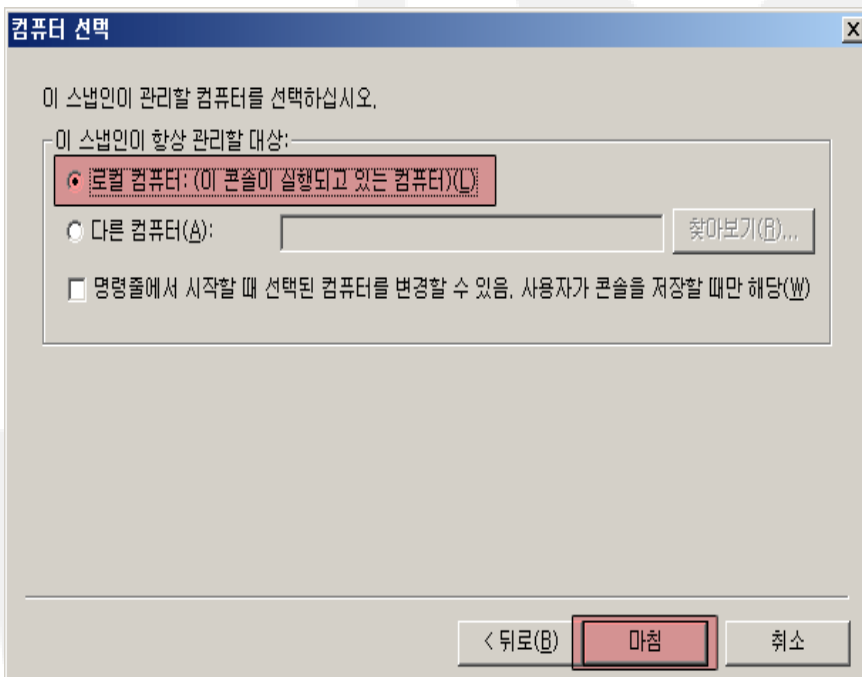 컴퓨터 선택
이 스냅인이 관리할 컴퓨터를 선택하십시오.
이 스냅인이 항상 관리할 대상:
로컬 컴퓨터: (이 콘솔이 실행되고 있는 컴퓨터)(L)
다른 컴퓨터(A):
찾아보기(R)...
명령줄에서 시작할 때 선택된 컴퓨터를 변경할 수 있음. 사용자가 콘솔을 저장할 때만 해당(W)
< 뒤로(B)
마침
취소